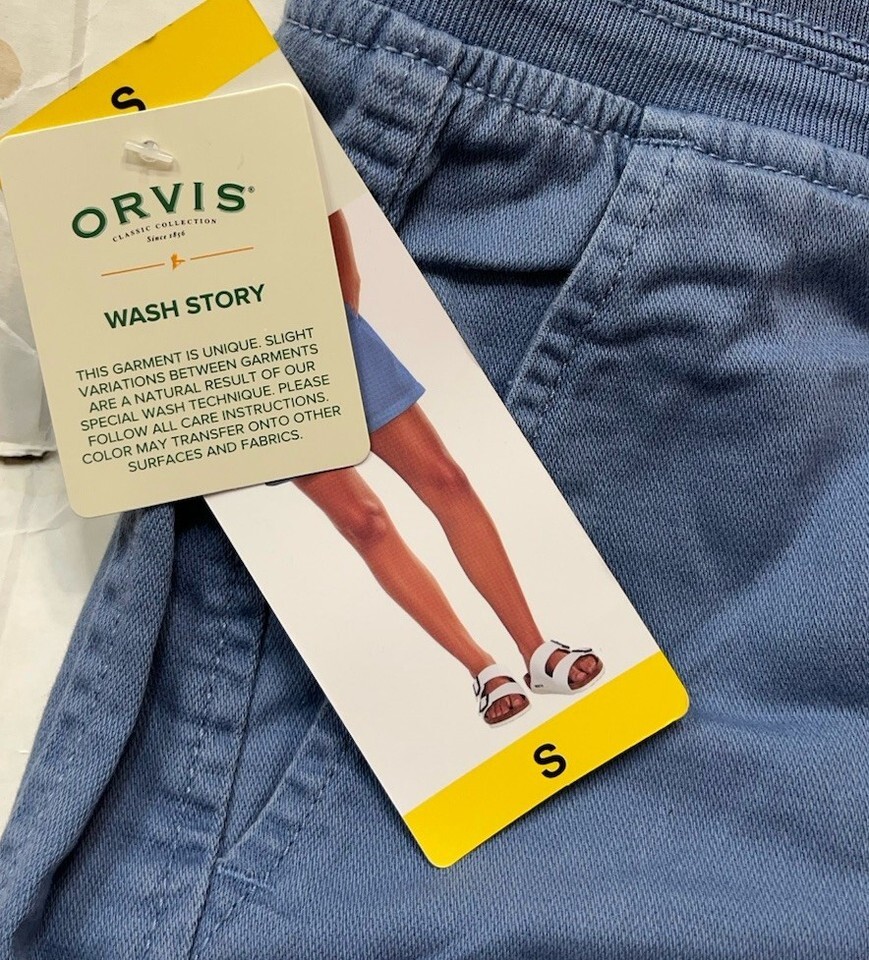 S
ORVIS®
CLASSIC COLLECTION
Since 1856
WASH STORY
THIS GARMENT IS UNIQUE. SLIGHT
VARIATIONS BETWEEN GARMENTS
ARE A NATURAL RESULT OF OUR
SPECIAL WASH TECHNIQUE. PLEASE
FOLLOW ALL CARE INSTRUCTIONS.
COLOR MAY TRANSFER ONTO OTHER
SURFACES AND FABRICS.
S